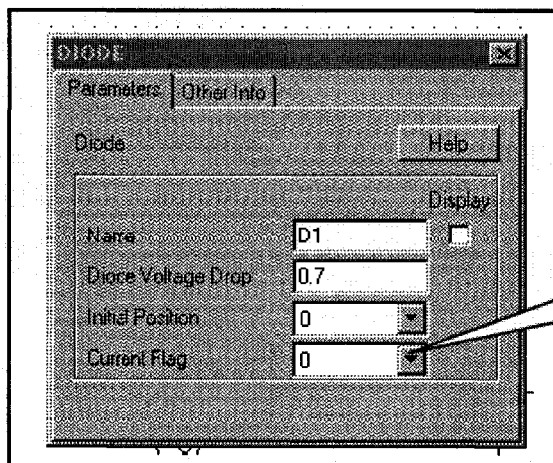 DIODE
Parameters Other Info
Diode Help
Display
Name D1
Diode Voltage Drop 0.7
Initial Position 0
Current Flag 0